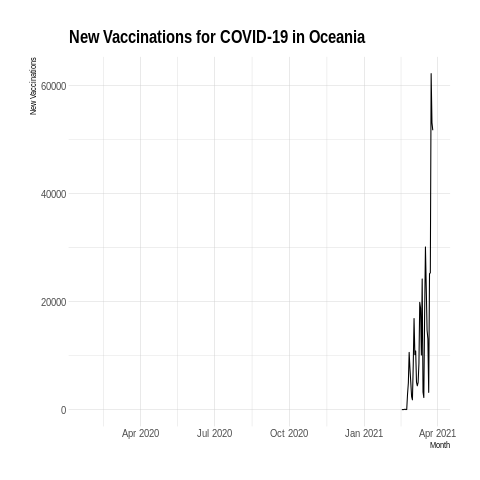 New Vaccinations for COVID-19 in Oceania
New Vaccinations
60000
40000
20000
0
Apr 2020 Jul 2020 Oct 2020 Jan 2021 Apr 2021
Month